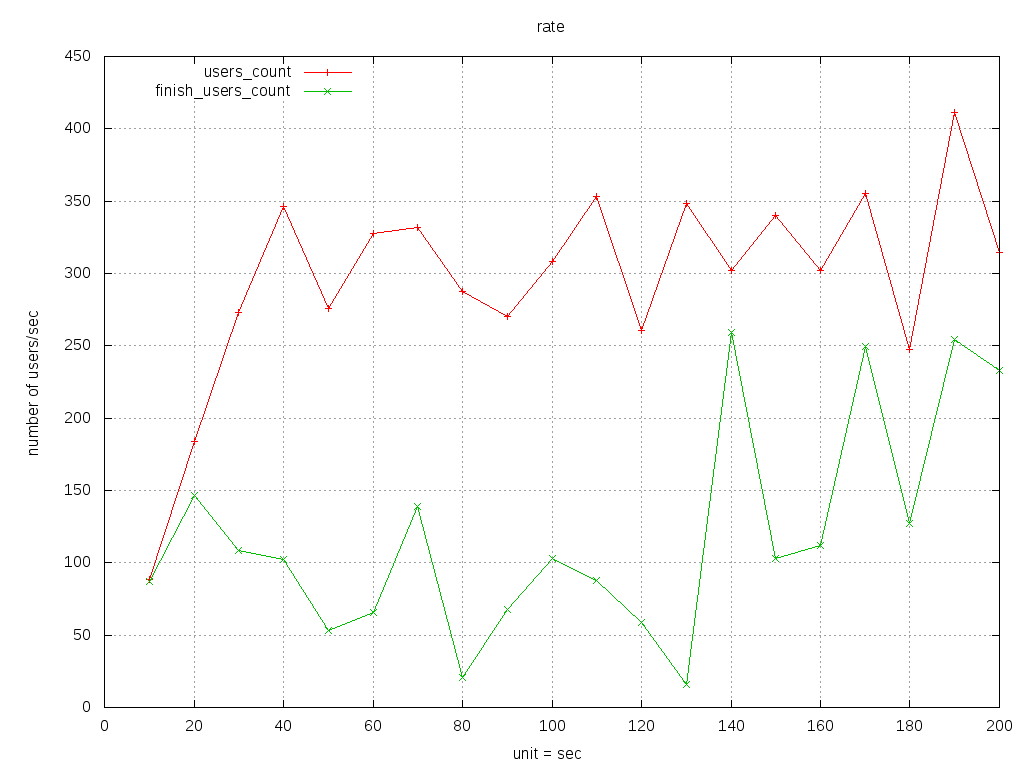 rate
450
users_count
finish_users_count
400
350
300
250
200
150
100
50
0
number of users/sec
0 20 40 60 80 100 120 140 160 180 200
unit = sec